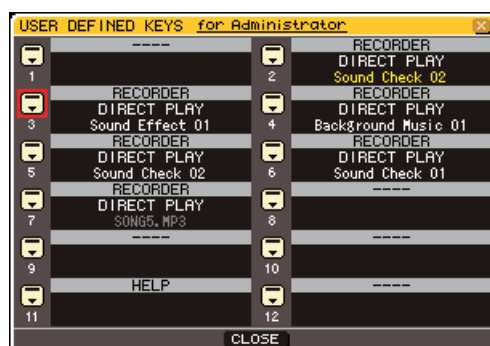 USER DEFINED KEYS for Administrator
1
----
2
RECORDER
DIRECT PLAY
Sound Check 02
3
RECORDER
DIRECT PLAY
Sound Effect 01
4
RECORDER
DIRECT PLAY
Background Music 01
5
RECORDER
DIRECT PLAY
Sound Check 02
6
RECORDER
DIRECT PLAY
Sound Check 01
7
RECORDER
DIRECT PLAY
SONG5.MP3
8
----
9
----
10
----
11
HELP
12
----
CLOSE